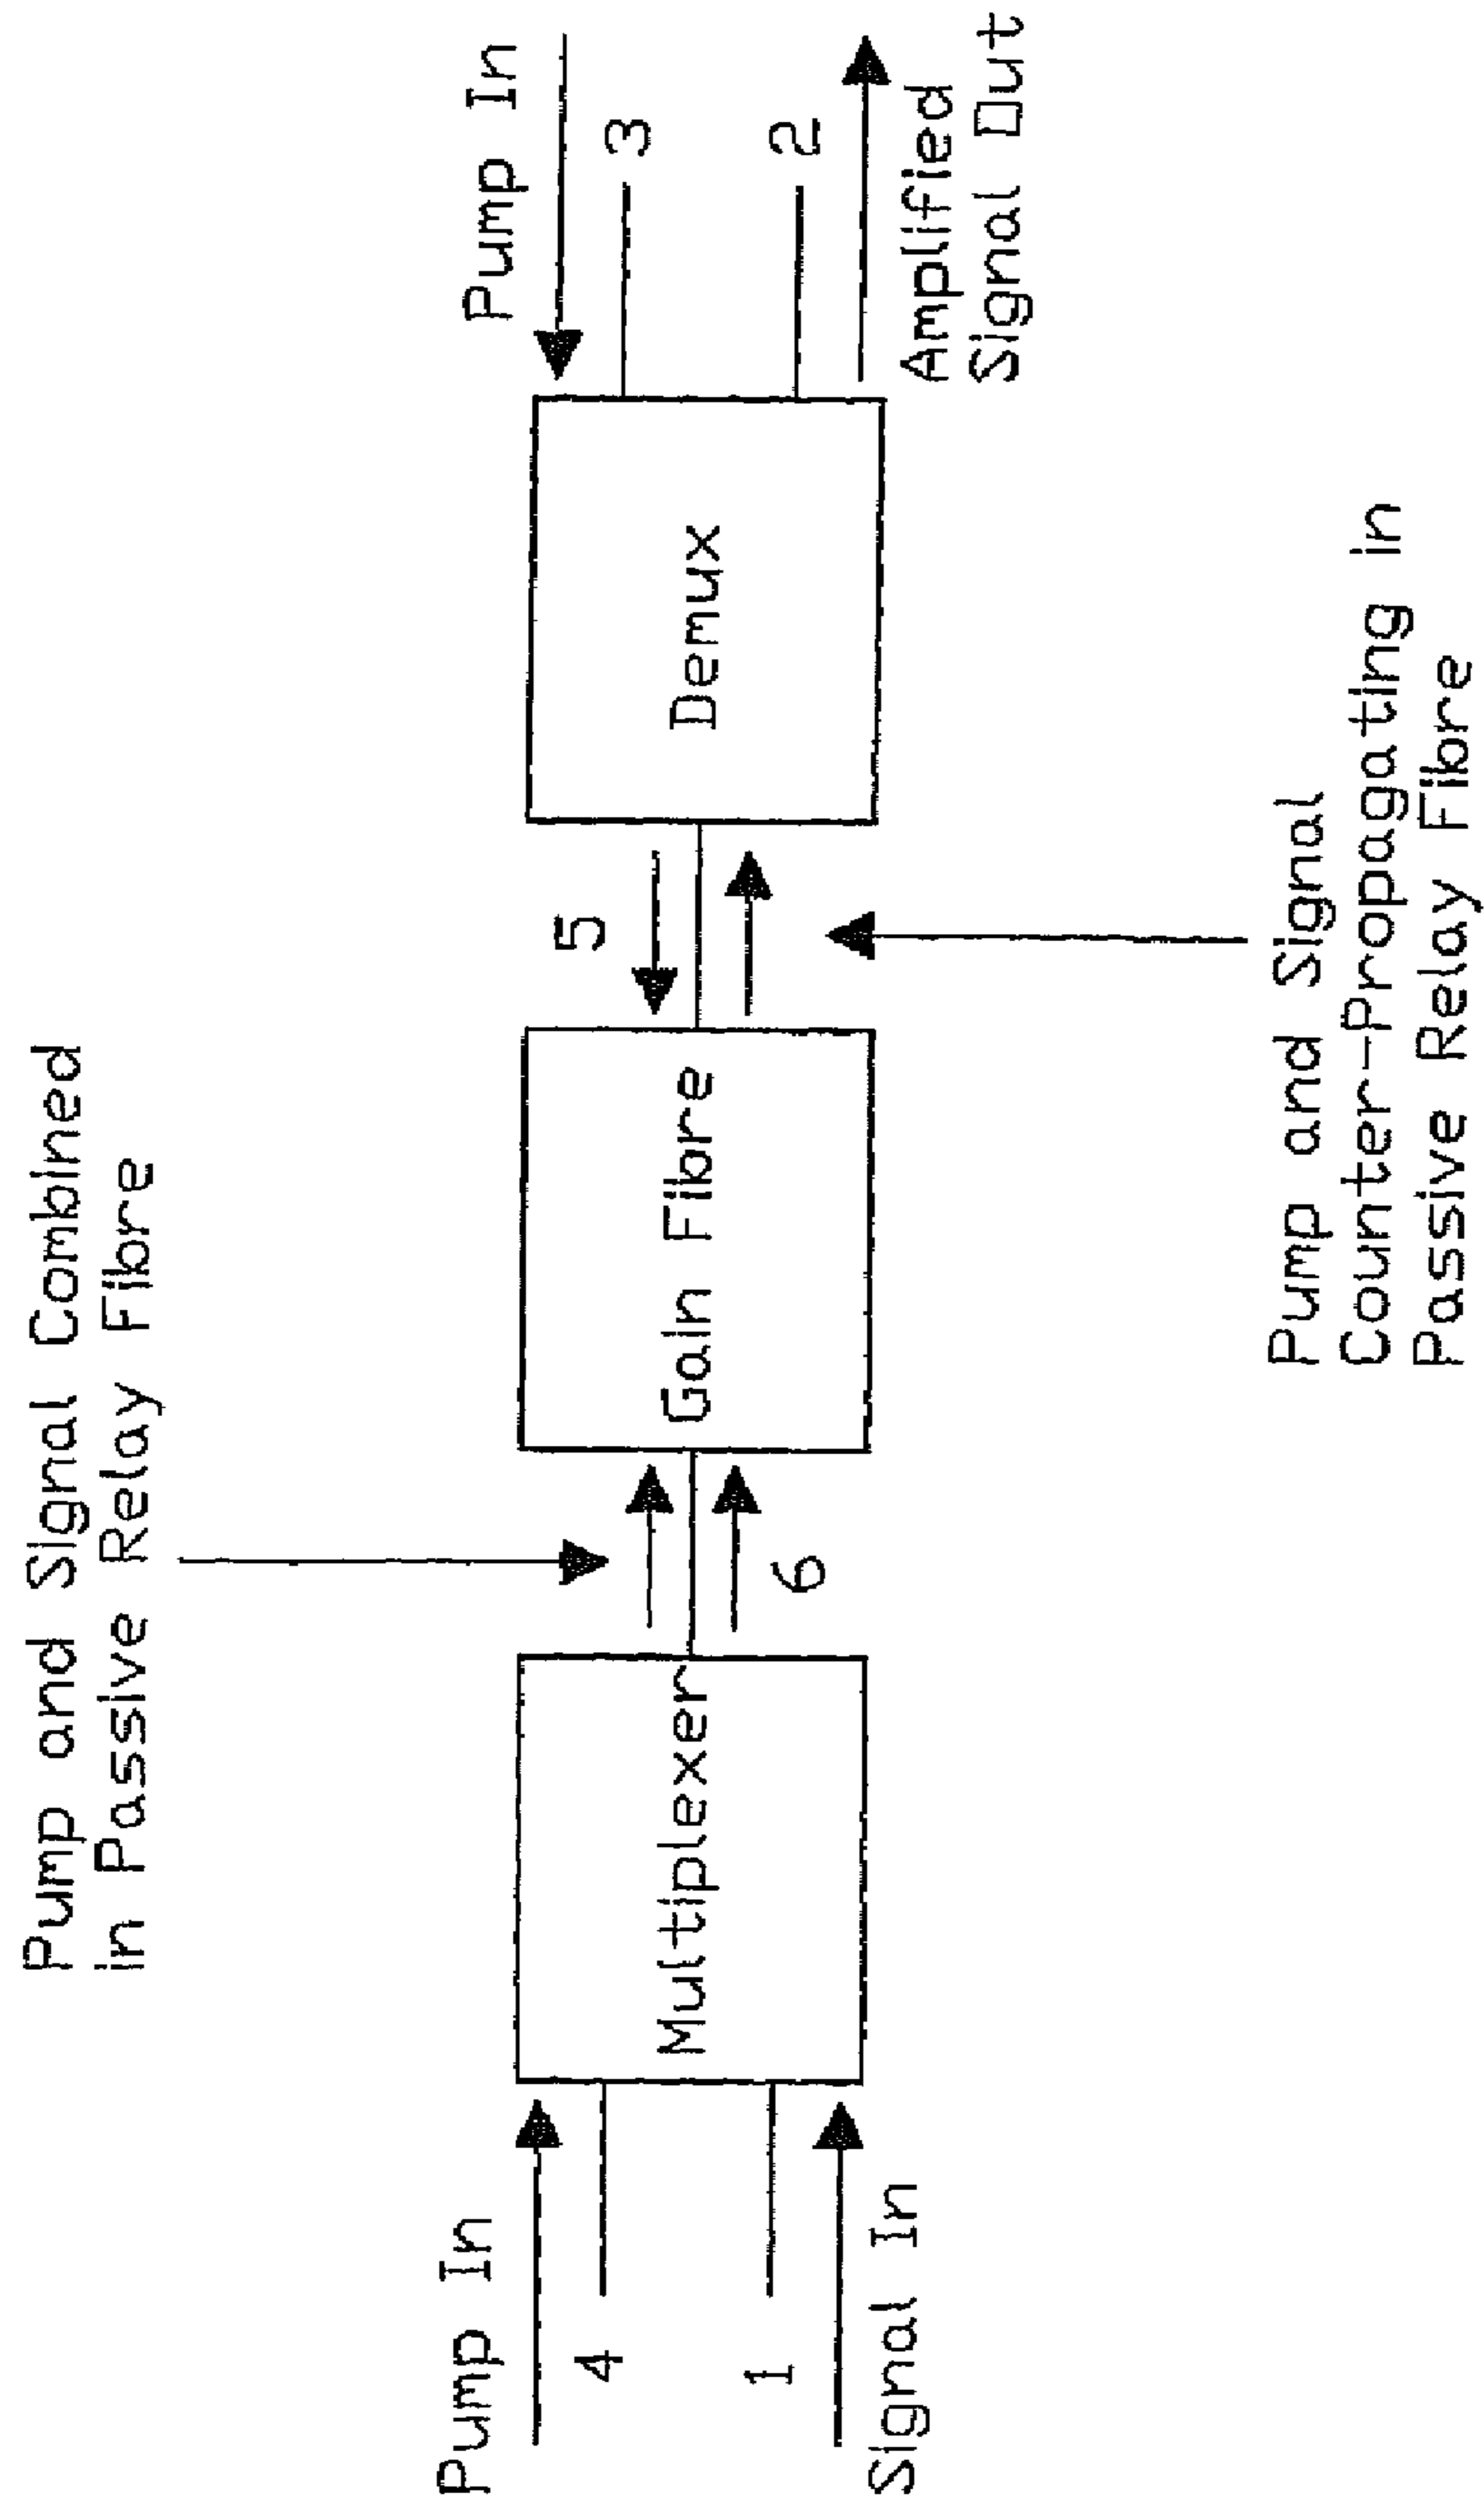 Pump and Signal Combined
in Passive Relay Fibre
Pump In
4
1
Signal In
Multiplexer
6
Gain Fibre
5
Demux
Pump In
3
2
Amplified
Signal Out
Pump and Signal
Counter-Propagating in
Passive Relay Fibre